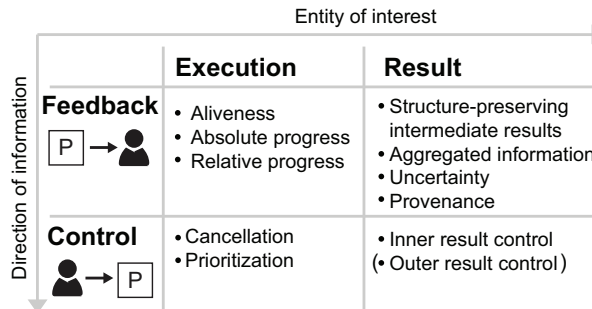 Entity of interest
Direction of information
Execution
Result
Feedback
P
• Aliveness
• Absolute progress
• Relative progress
• Structure-preserving
intermediate results
• Aggregated information
• Uncertainty
• Provenance
Control
P
• Cancellation
• Prioritization
• Inner result control
(• Outer result control)